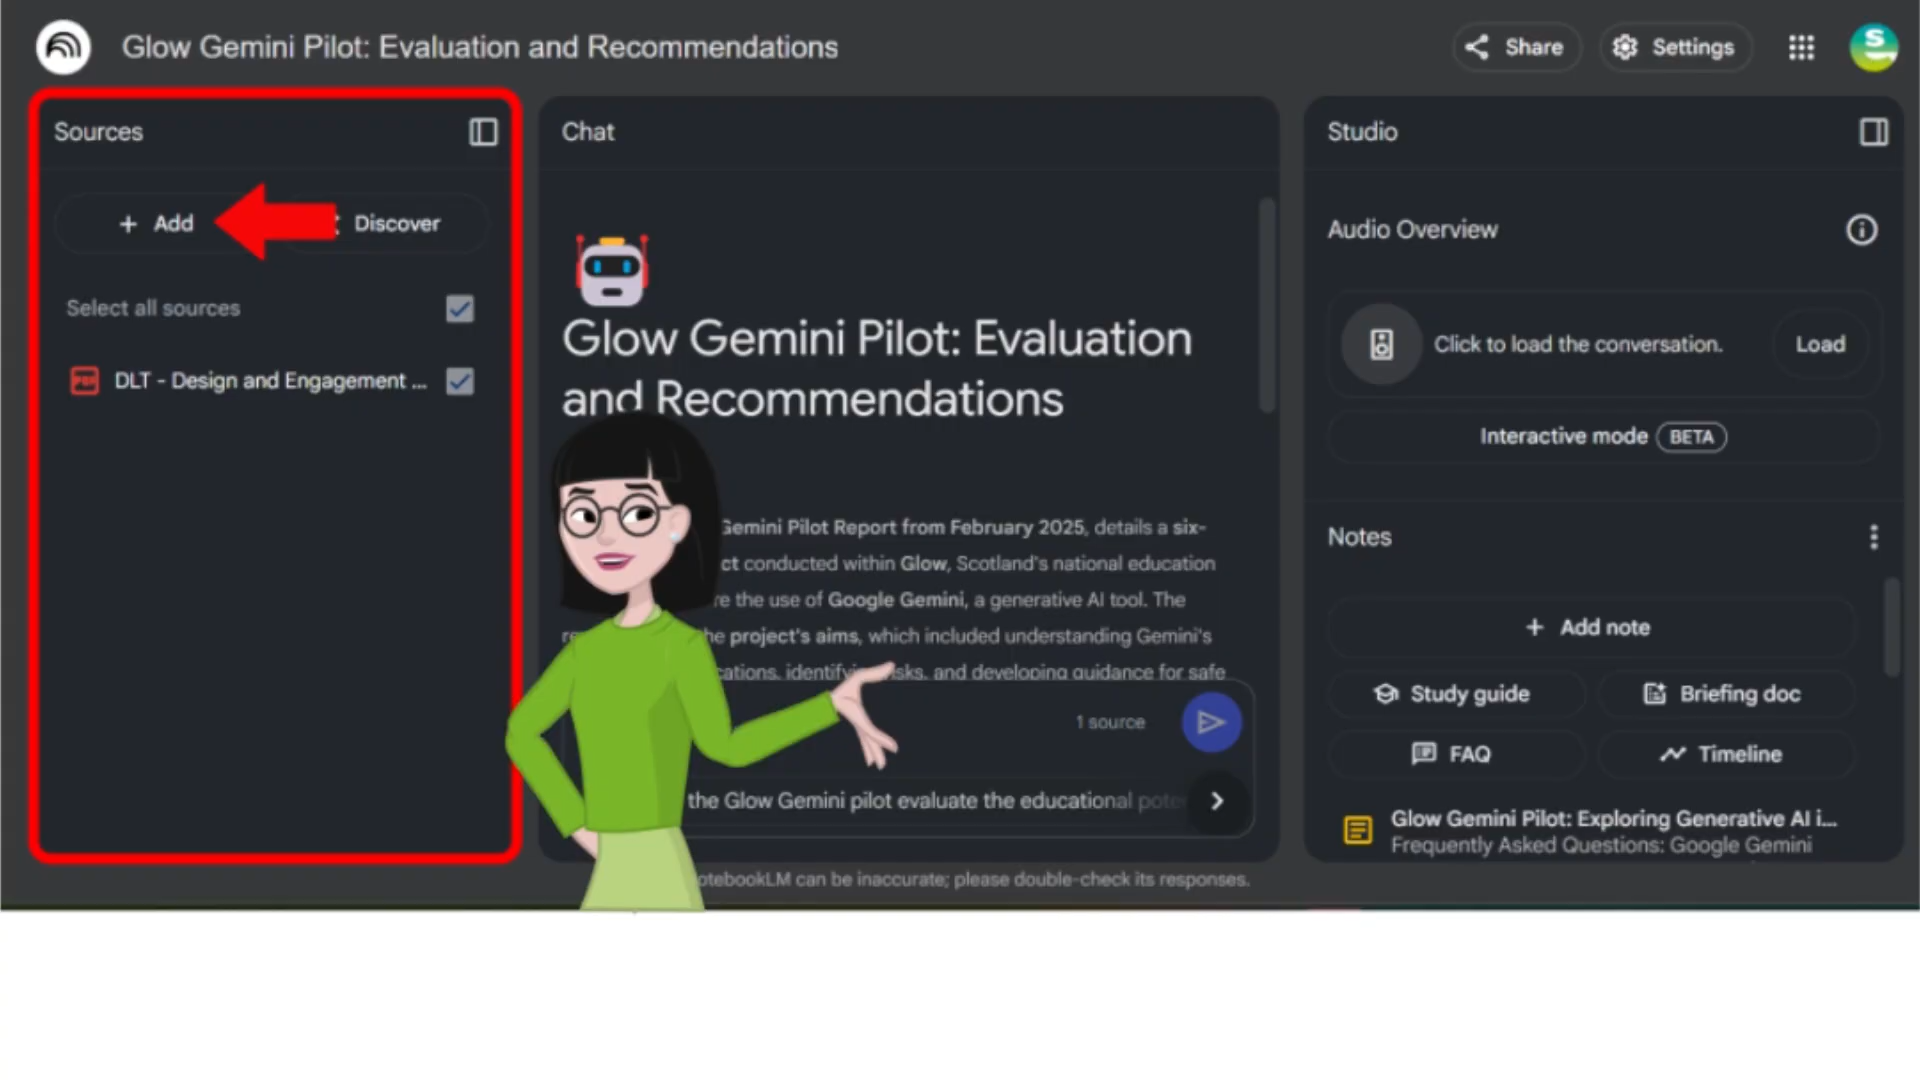 Glow Gemini Pilot: Evaluation and Recommendations
Share
Settings
Sources
+ Add
Discover
Select all sources
PDF
DLT - Design and Engagement ...
Chat
Glow Gemini Pilot: Evaluation
and Recommendations
Gemini Pilot Report from February 2025, details a six-
conducted within Glow, Scotland's national education
the use of Google Gemini, a generative AI tool. The
project's aims, which included understanding Gemini's
and developing guidance for safe
1 source
the Glow Gemini pilot evaluate the educational
can be inaccurate; please double-check its responses.
Studio
Audio Overview
Click to load the conversation.
Load
Interactive mode BETA
Notes
+ Add note
Study guide
Briefing doc
FAQ
Timeline
Glow Gemini Pilot: Exploring Generative AI i...
Frequently Asked Questions: Google Gemini